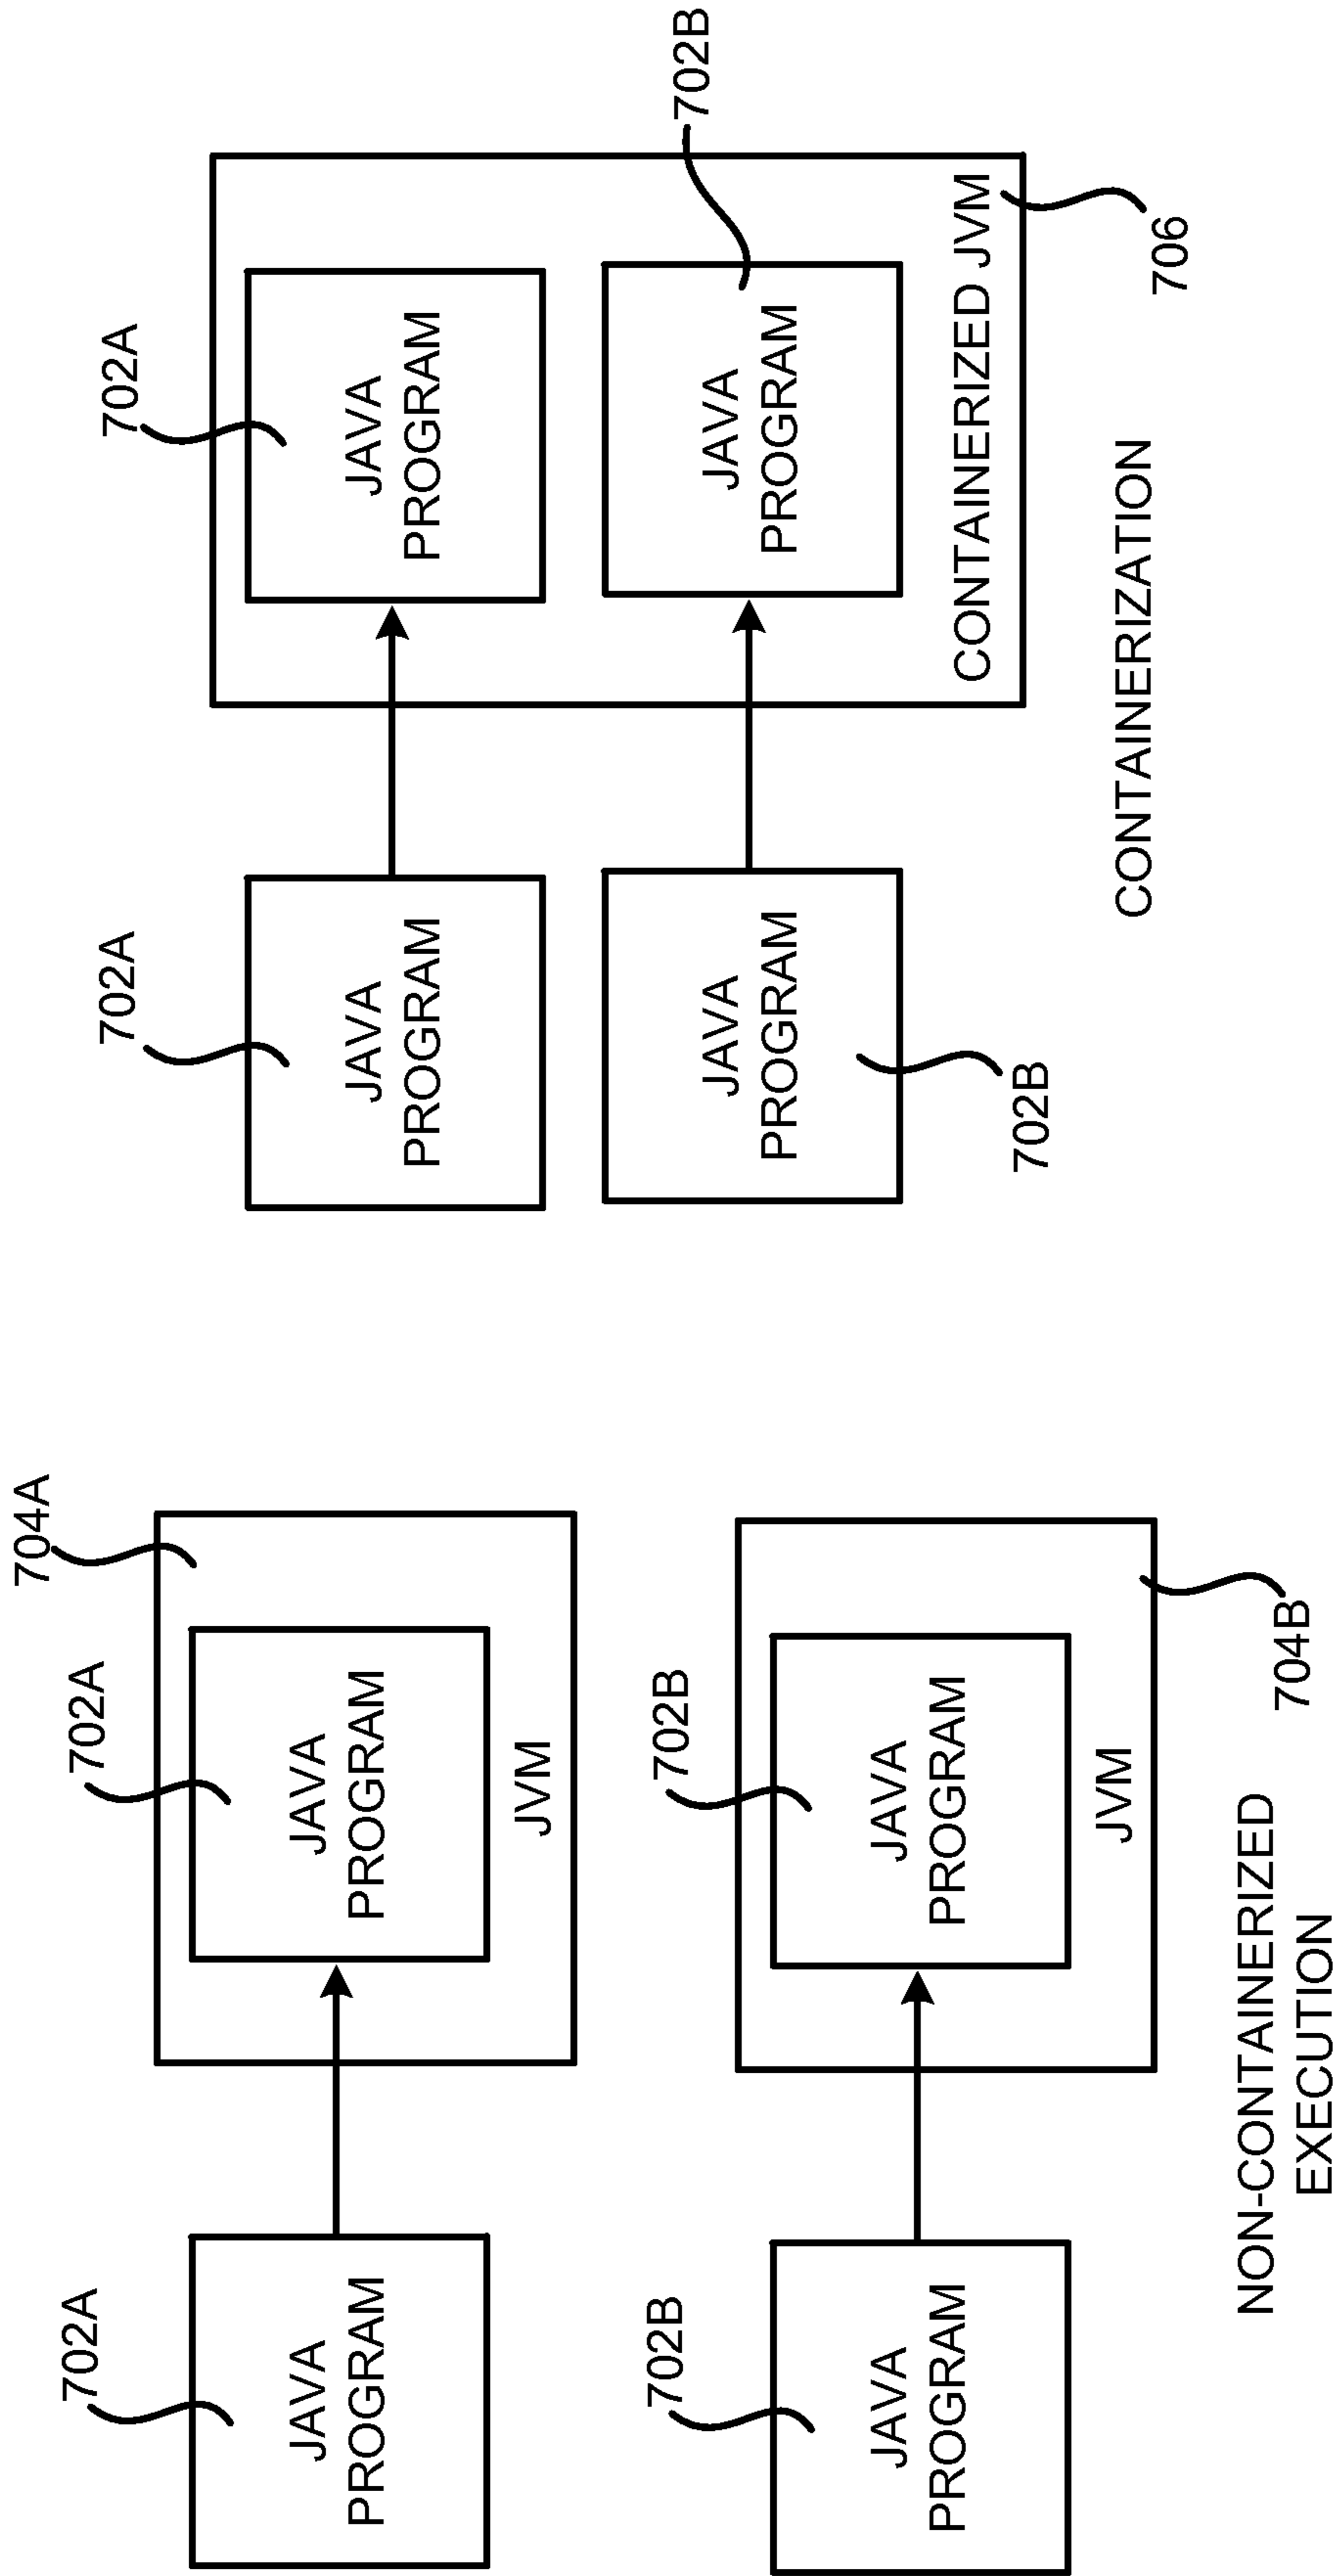 704A
702A
702A
JAVA
PROGRAM
JAVA
PROGRAM
JVM
702B
702B
JAVA
PROGRAM
JAVA
PROGRAM
JVM
704B
NON-CONTAINERIZED
EXECUTION
702A
702A
JAVA
PROGRAM
JAVA
PROGRAM
702B
JAVA
PROGRAM
JAVA
PROGRAM
702B
CONTAINERIZED JVM
706
CONTAINERIZATION